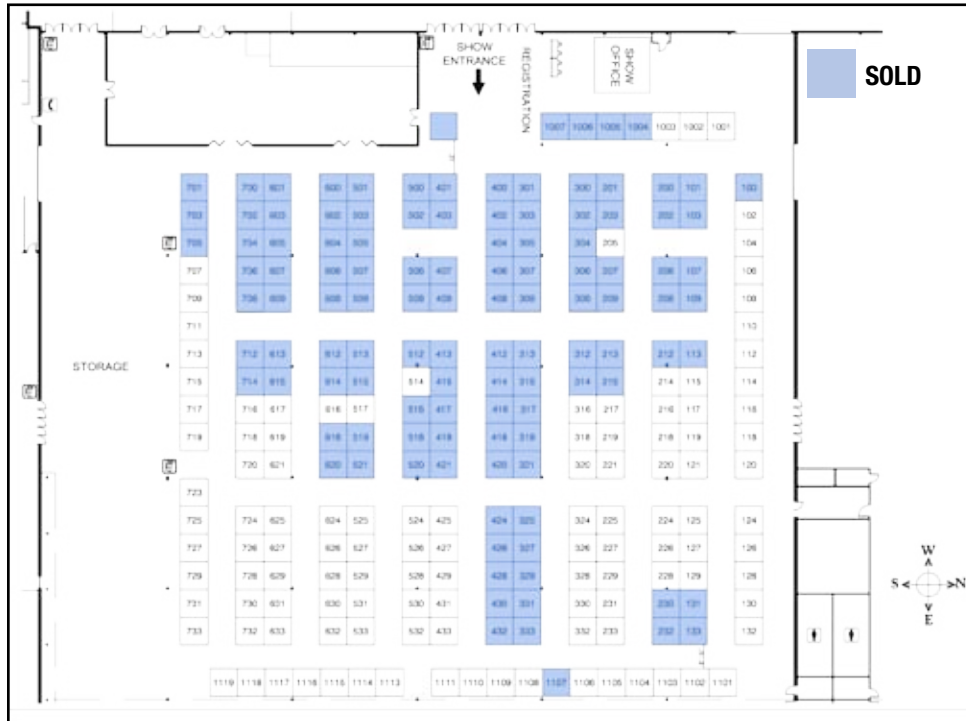 SHOW
ENTRANCE
REGISTRATION
SHOW
OFFICE
SOLD
1007 1006 1005 1004 1003 1002 1001
701 700 601 600 501 500 401 400 301 300 201 200 101 100
703 702 603 602 503 502 403 402 303 302 203 202 103 102
705 704 605 604 505 404 305 304 205 104
707 706 607 606 507 506 407 406 307 306 207 206 107 106
709 708 609 608 509 508 409 408 309 308 209 208 109 108
711 110
713 712 613 612 513 512 413 412 313 312 213 212 113 112
STORAGE
715 714 615 614 515 514 415 414 315 314 215 214 115 114
717 716 617 616 517 516 417 416 317 316 217 216 117 116
719 718 619 618 519 518 419 418 319 318 219 218 119 118
720 621 620 521 520 421 420 321 320 221 220 121 120
723
725 724 625 624 525 524 425 424 325 324 225 224 125 124
727 726 627 626 527 526 427 426 327 326 227 226 127 126
729 728 629 628 529 528 429 428 329 328 229 228 129 128
731 730 631 630 531 530 431 430 331 330 231 230 131 130
733 732 633 632 533 532 433 432 333 332 233 232 133 132
W
S N
E
1119 1118 1117 1116 1115 1114 1113 1111 1110 1109 1108 1107 1106 1105 1104 1103 1102 1101